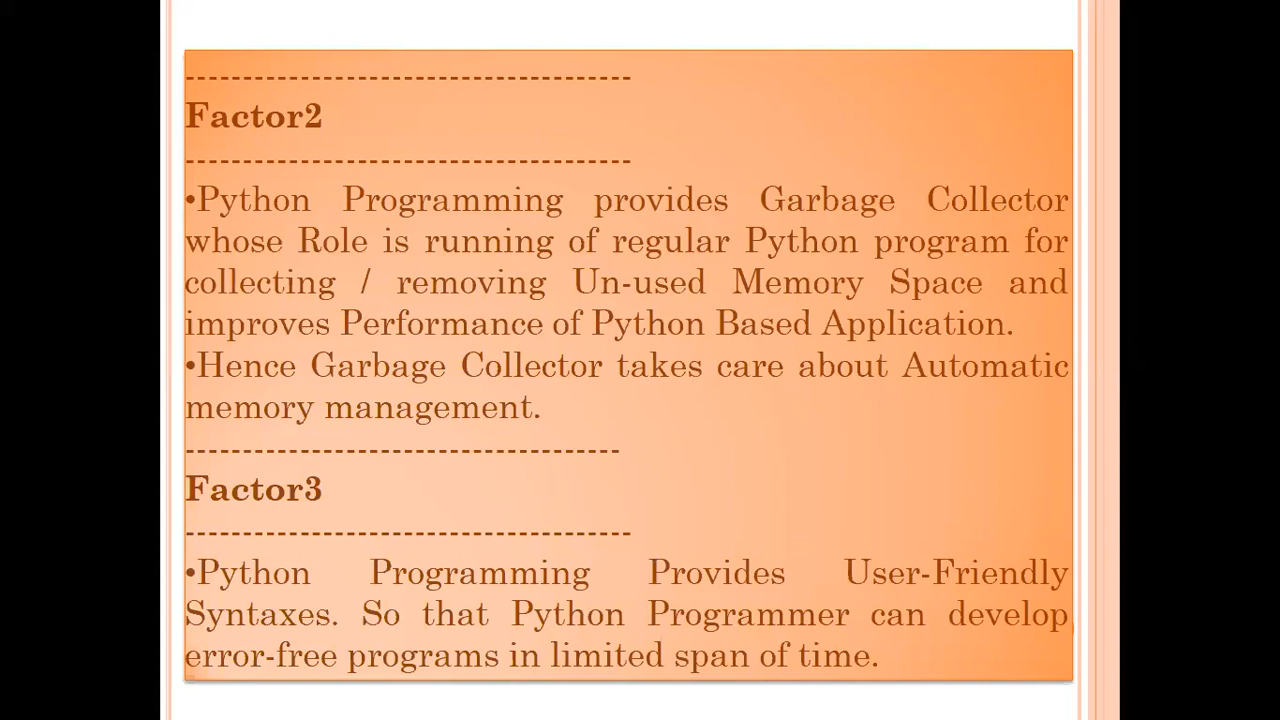 ---------------------------------------
Factor2
---------------------------------------
•Python Programming provides Garbage Collector
whose Role is running of regular Python program for
collecting / removing Un-used Memory Space and
improves Performance of Python Based Application.
•Hence Garbage Collector takes care about Automatic
memory management.
--------------------------------------
Factor3
---------------------------------------
•Python Programming Provides User-Friendly
Syntaxes. So that Python Programmer can develop
error-free programs in limited span of time.